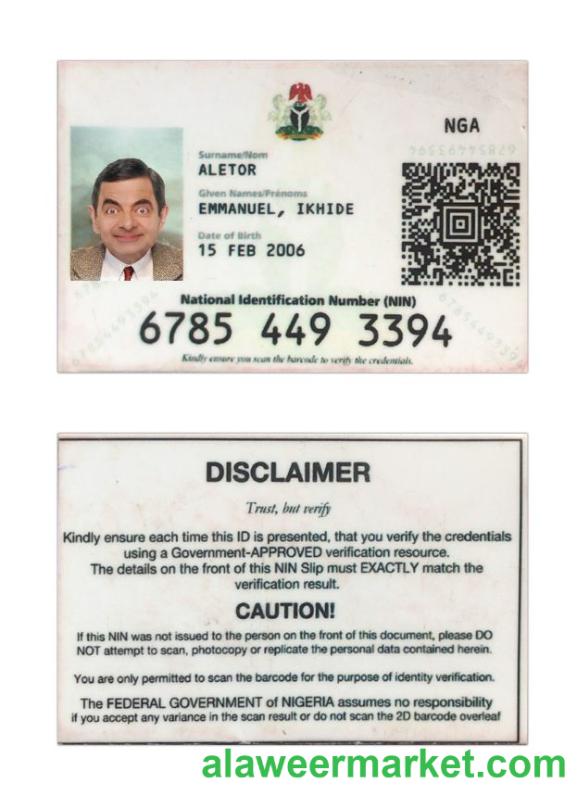 NGA
6785449339
Surname/Nom
ALETOR
Given Names/Prénoms
EMMANUEL, IKHIDE
Date of Birth
15 FEB 2006
National Identification Number (NIN)
6785 449 3394
Kindly ensure you scan the barcode to verify the credentials.
DISCLAIMER
Trust, but verify
Kindly ensure each time this ID is presented, that you verify the credentials
using a Government-APPROVED verification resource.
The details on the front of this NIN Slip must EXACTLY match the
verification result.
CAUTION!
If this NIN was not issued to the person on the front of this document, please DO
NOT attempt to scan, photocopy or replicate the personal data contained herein.
You are only permitted to scan the barcode for the purpose of identity verification.
The FEDERAL GOVERNMENT of NIGERIA assumes no responsibility
if you accept any variance in the scan result or do not scan the 2D barcode overleaf
alaweermarket.com